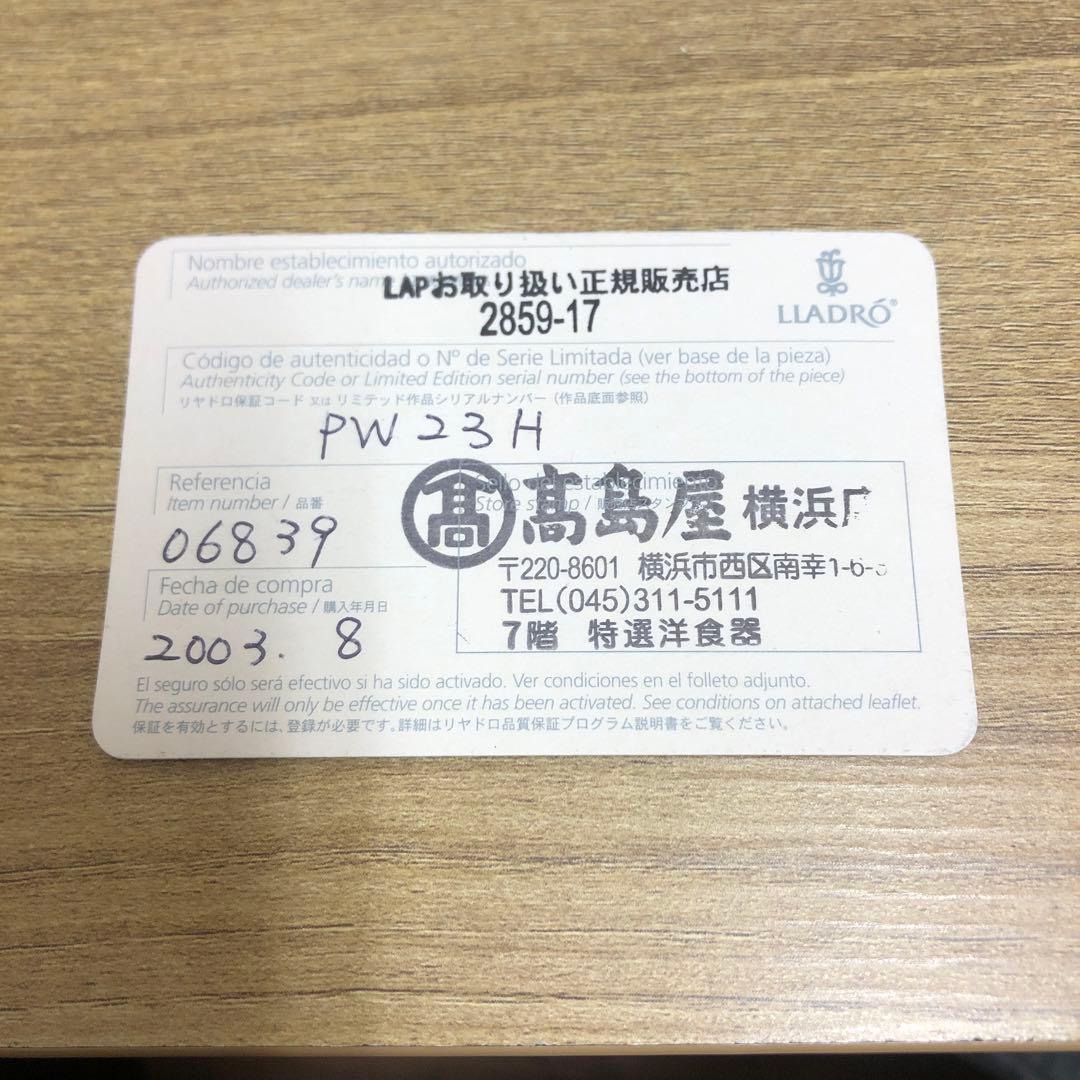 Nombre establecimiento autorizado
Authorized dealer's name
LAPお取り扱い正規販売店
2859-17
LLADRÓ®
Código de autenticidad o Nº de Serie Limitada (ver base de la pieza)
Authenticity Code or Limited Edition serial number (see the bottom of the piece)
リヤドロ保証コード 又は リミテッド作品シリアルナンバー (作品底面参照)
PW23H
Referencia
Item number / 品番
06839
Sello del establecimiento
Store stamp /
髙 髙島屋 横浜
〒220-8601 横浜市西区南幸1-6-
TEL(045)311-5111
7階 特選洋食器
Fecha de compra
Date of purchase / 購入年月日
2003. 8
El seguro sólo será efectivo si ha sido activado. Ver condiciones en el folleto adjunto.
The assurance will only be effective once it has been activated. See conditions on attached leaflet.
保証を有効とするには、登録が必要です。詳細はリヤドロ品質保証プログラム説明書をご覧ください。